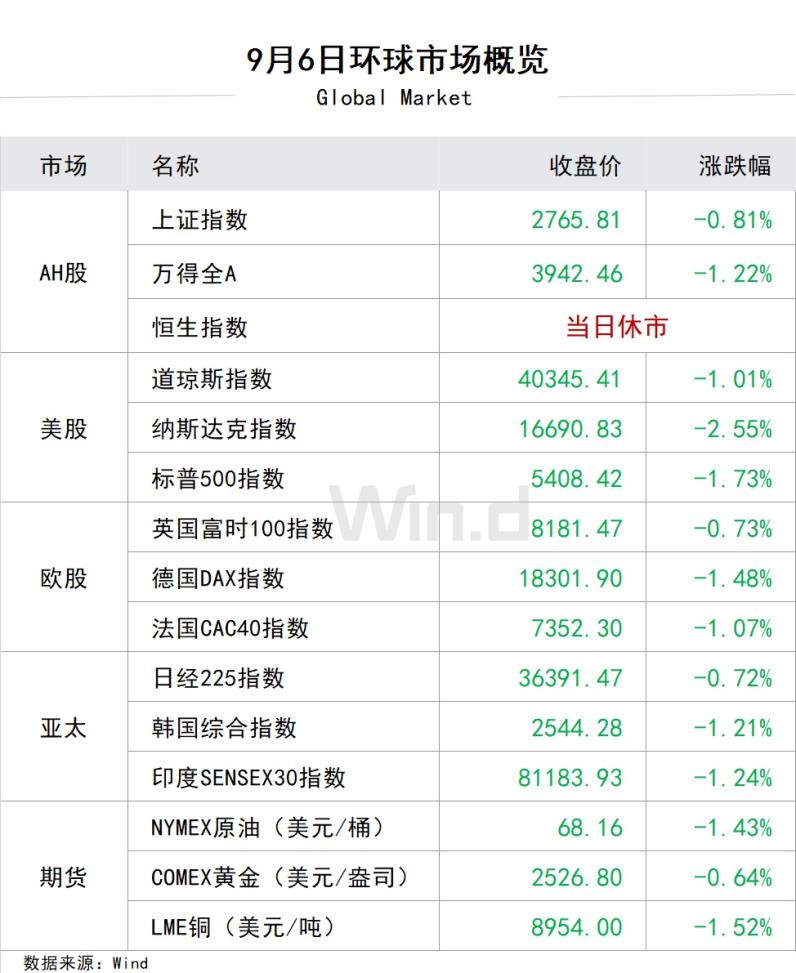 9月6日环球市场概览
Global Market
市场 名称 收盘价 涨跌幅
AH股
上证指数 2765.81 -0.81%
万得全A 3942.46 -1.22%
恒生指数 当日休市
美股
道琼斯指数 40345.41 -1.01%
纳斯达克指数 16690.83 -2.55%
标普500指数 5408.42 -1.73%
欧股
英国富时100指数 8181.47 -0.73%
德国DAX指数 18301.90 -1.48%
法国CAC40指数 7352.30 -1.07%
亚太
日经225指数 36391.47 -0.72%
韩国综合指数 2544.28 -1.21%
印度SENSEX30指数 81183.93 -1.24%
期货
NYMEX原油（美元/桶） 68.16 -1.43%
COMEX黄金（美元/盎司） 2526.80 -0.64%
LME铜（美元/吨） 8954.00 -1.52%
Win.d
数据来源：Wind